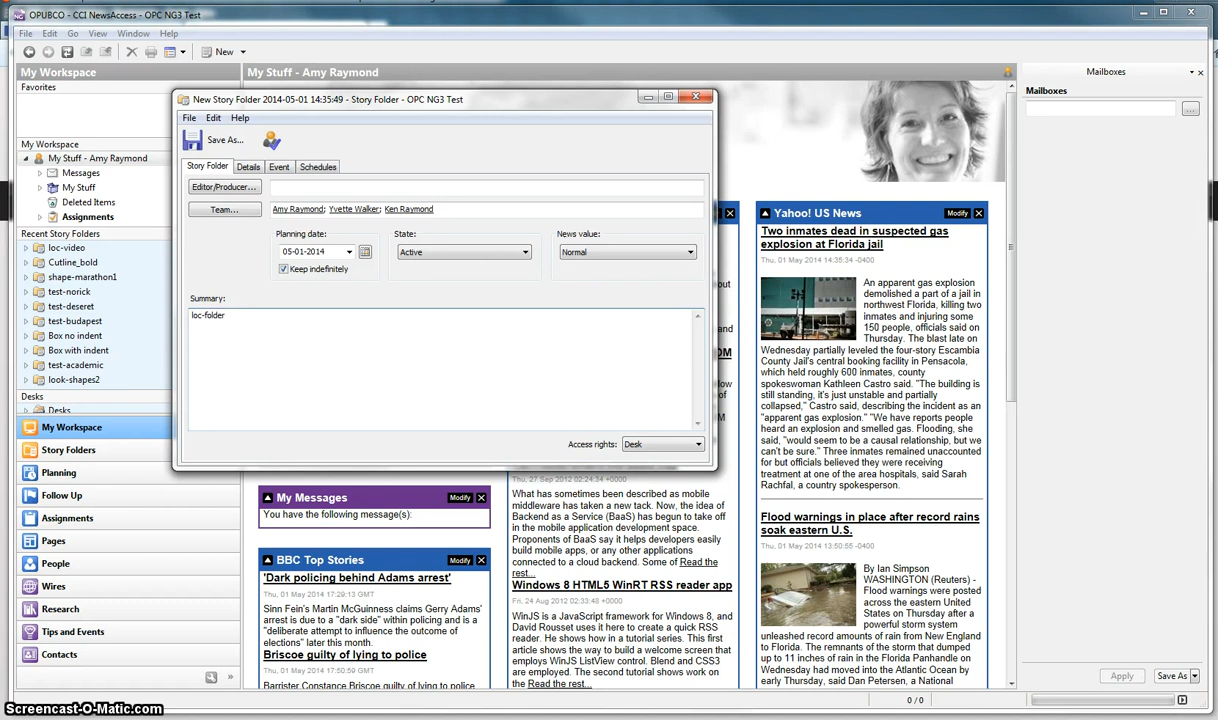 OPUBCO - CCI NewsAccess - OPC NG3 Test
File Edit Go View Window Help
New
My Workspace
Favorites
My Workspace
My Stuff - Amy Raymond
Messages
My Stuff
Deleted Items
Assignments
Recent Story Folders
loc-video
Cutline_bold
shape-marathon1
test-norick
test-deseret
test-budapest
Box no indent
Box with indent
test-academic
look-shapes2
Desks
Desks
My Workspace
Story Folders
Planning
Follow Up
Assignments
Pages
People
Wires
Research
Tips and Events
Contacts
My Stuff - Amy Raymond
New Story Folder 2014-05-01 14:35:49 - Story Folder - OPC NG3 Test
File Edit Help
Save As...
Story Folder Details Event Schedules
Editor/Producer...
Team... Amy Raymond; Yvette Walker; Ken Raymond
Planning date: State: News value:
05-01-2014 Active Normal
Keep indefinitely
Summary:
loc-folder
Access rights: Desk
My Messages Modify
You have the following message(s):
BBC Top Stories Modify
'Dark policing behind Adams arrest'
Thu, 01 May 2014 17:29:13 GMT
Sinn Fein's Martin McGuinness claims Gerry Adams'
arrest is due to a "dark side" within policing and is a
"deliberate attempt to influence the outcome of
elections" later this month.
Briscoe guilty of lying to police
Thu, 01 May 2014 17:50:59 GMT
Barrister Constance Briscoe guilty of lying to police
out
and
OM
low
of
A
Thu, 27 Sep 2012 02:24:34 +0000
What has sometimes been described as mobile
middleware has taken a new tack. Now, the idea of
Backend as a Service (BaaS) has begun to take off
in the mobile application development space.
Proponents of BaaS say it helps developers easily
build mobile apps, or any other applications
connected to a cloud backend. Some of Read the
rest...
Windows 8 HTML5 WinRT RSS reader app
Fri, 24 Aug 2012 02:33:48 +0000
WinJS is a JavaScript framework for Windows 8, and
David Rousset uses it here to create a quick RSS
reader. He shows how in a tutorial series. This first
article shows the way to build a welcome screen that
employs WinJS ListView control. Blend and CSS3
are used. The second tutorial shows work on
the Read the rest...
Yahoo! US News Modify
Two inmates dead in suspected gas
explosion at Florida jail
Thu, 01 May 2014 14:35:34 -0400
An apparent gas explosion
demolished a part of a jail in
northwest Florida, killing two
inmates and injuring some
150 people, officials said on
Thursday. The blast late on
Wednesday partially leveled the four-story Escambia
County Jail's central booking facility in Pensacola,
which held roughly 600 inmates, county
spokeswoman Kathleen Castro said. "The building is
still standing, it's just unstable and partially
collapsed," Castro said, describing the incident as an
"apparent gas explosion." "We have reports people
heard an explosion and smelled gas. Flooding, she
said, "would seem to be a causal relationship, but we
can't be sure." Three inmates remained unaccounted
for but officials believed they were receiving
treatment at one of the area hospitals, said Sarah
Rachfal, a county spokesperson.
Flood warnings in place after record rains
soak eastern U.S.
Thu, 01 May 2014 13:50:55 -0400
By Ian Simpson
WASHINGTON (Reuters) -
Flood warnings were posted
across the eastern United
States on Thursday after a
powerful storm system
unleashed record amounts of rain from New England
to Florida. The remnants of the storm that dumped
up to 11 inches of rain in the Florida Panhandle on
Wednesday had moved into the Atlantic Ocean by
early Thursday, said Dan Petersen, a National
Mailboxes
Mailboxes
Apply Save As
0 / 0
Screencast-O-Matic.com